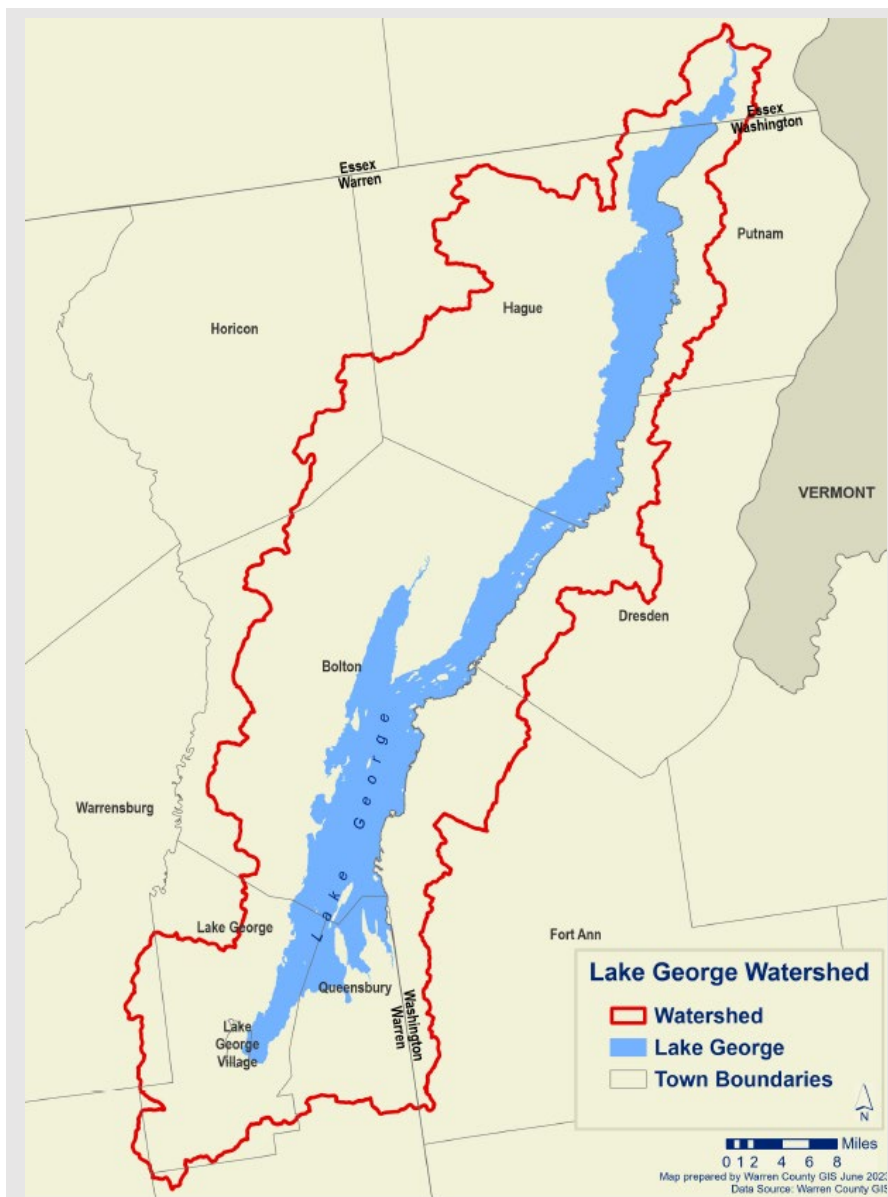 Essex
Washington
Essex
Warren
Putnam
Horicon
Hague
VERMONT
Dresden
Bolton
Lake George
Warrensburg
Lake George
Fort Ann
Queensbury
Washington
Warren
Lake
George
Village
Lake George Watershed
Watershed
Lake George
Town Boundaries
N
Miles
0 1 2 4 6 8
Map prepared by Warren County GIS June 2023
Data Source: Warren County GIS